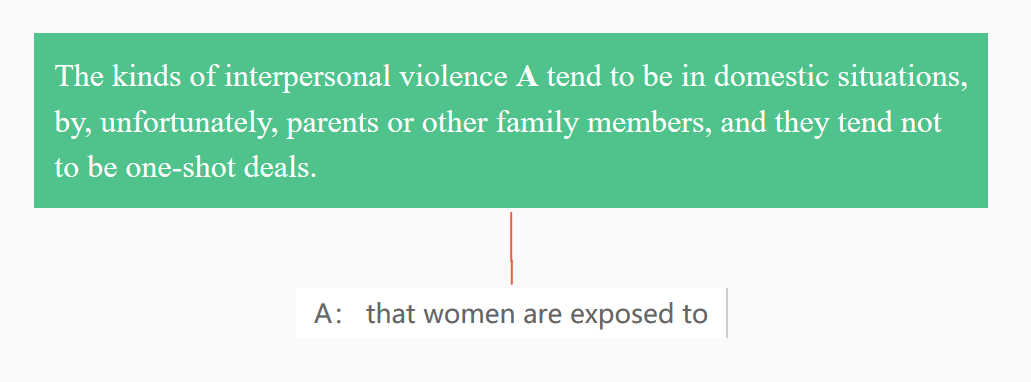 The kinds of interpersonal violence A tend to be in domestic situations,
by, unfortunately, parents or other family members, and they tend not
to be one-shot deals.
A： that women are exposed to